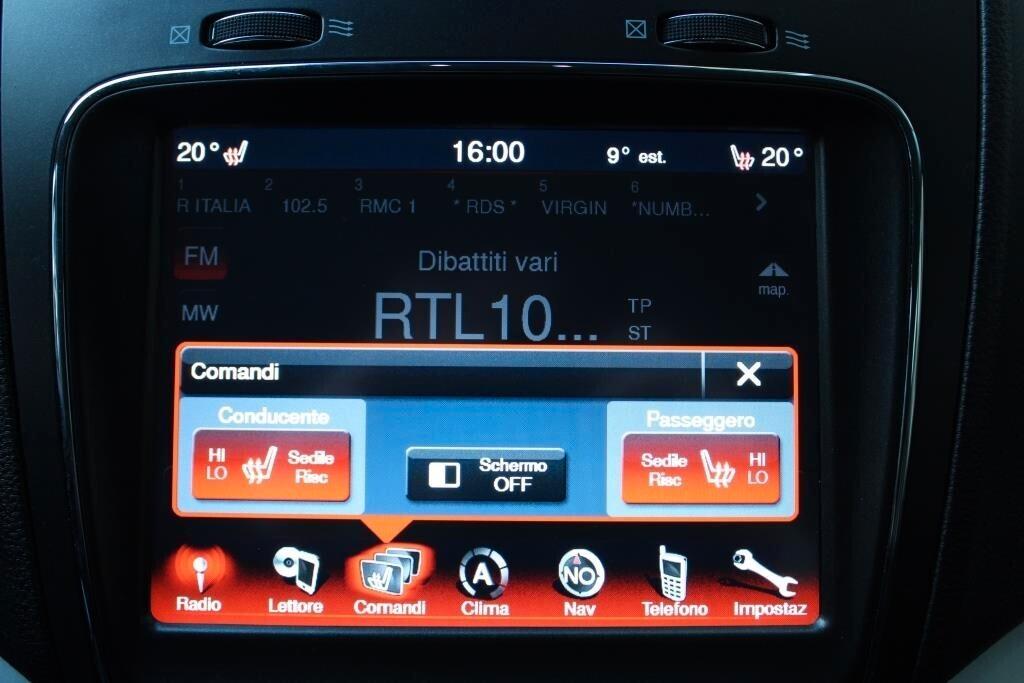 20° 16:00 9° est. 20°
1 2 3 4 5 6
R ITALIA 102.5 RMC 1 * RDS * VIRGIN *NUMB...
FM Dibattiti vari
map.
MW RTL10... TP
ST
Comandi
Conducente Passeggero
HI Sedile Schermo Sedile HI
LO Risc OFF Risc LO
A NO
Radio Lettore Comandi Clima Nav Telefono Impostaz